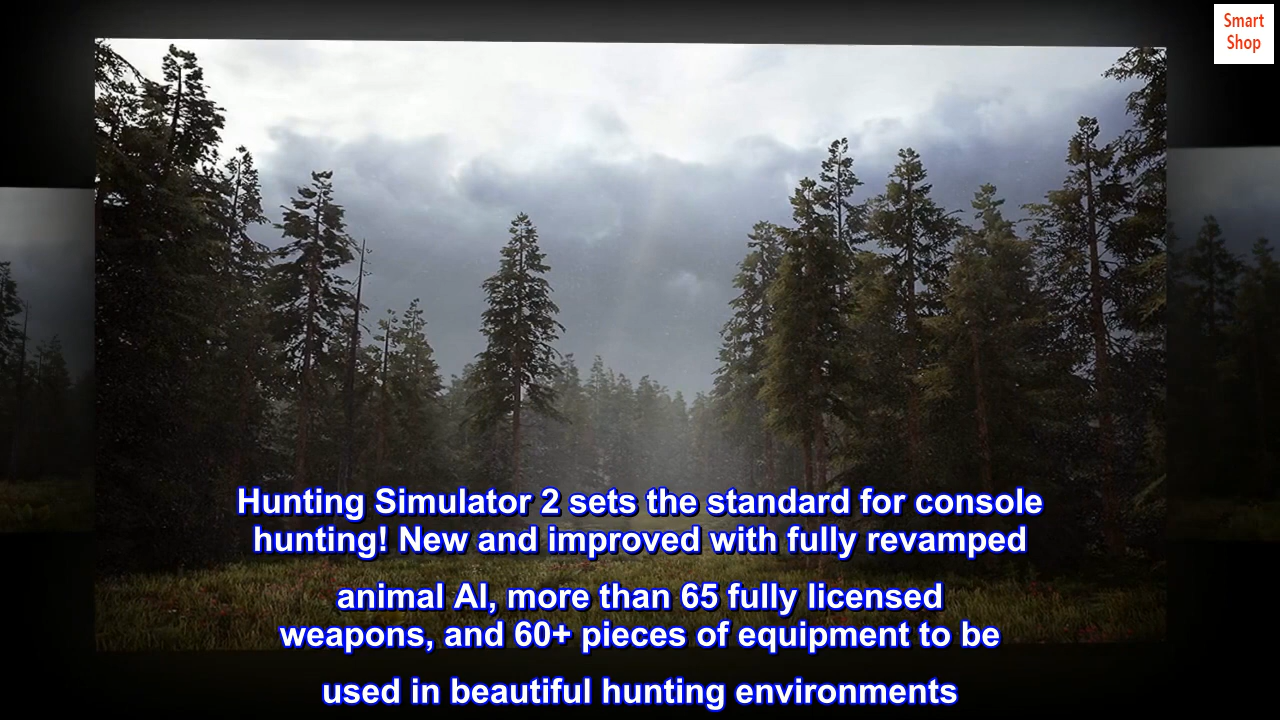 Smart
Shop
Hunting Simulator 2 sets the standard for console
hunting! New and improved with fully revamped
animal AI, more than 65 fully licensed
weapons, and 60+ pieces of equipment to be
used in beautiful hunting environments